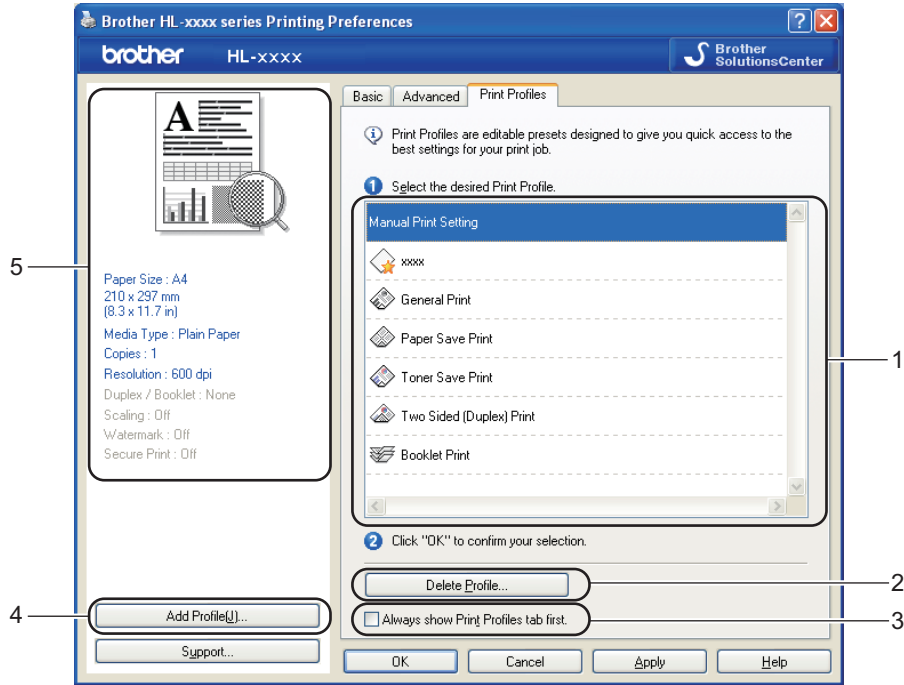 Brother HL-xxxx series Printing Preferences
brother HL-xxxx
Brother
SolutionsCenter
A
Paper Size : A4
210 x 297 mm
(8.3 x 11.7 in)
Media Type : Plain Paper
Copies : 1
Resolution : 600 dpi
Duplex / Booklet : None
Scaling : Off
Watermark : Off
Secure Print : Off
Add Profile(J)...
Support...
Basic Advanced Print Profiles
Print Profiles are editable presets designed to give you quick access to the
best settings for your print job.
1 Select the desired Print Profile.
Manual Print Setting
xxxx
General Print
Paper Save Print
Toner Save Print
Two Sided (Duplex) Print
Booklet Print
2 Click "OK" to confirm your selection.
Delete Profile...
Always show Print Profiles tab first.
OK Cancel Apply Help
1
2
3
4
5